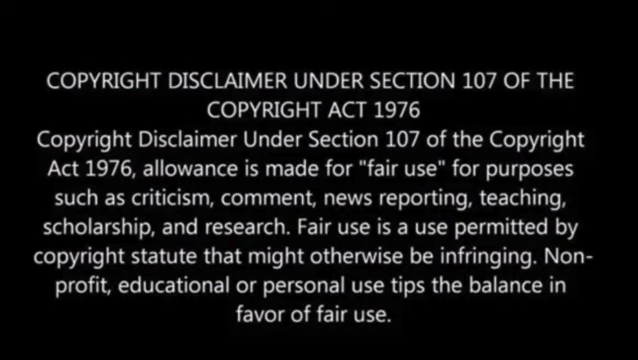 COPYRIGHT DISCLAIMER UNDER SECTION 107 OF THE
COPYRIGHT ACT 1976
Copyright Disclaimer Under Section 107 of the Copyright
Act 1976, allowance is made for "fair use" for purposes
such as criticism, comment, news reporting, teaching,
scholarship, and research. Fair use is a use permitted by
copyright statute that might otherwise be infringing. Non-
profit, educational or personal use tips the balance in
favor of fair use.